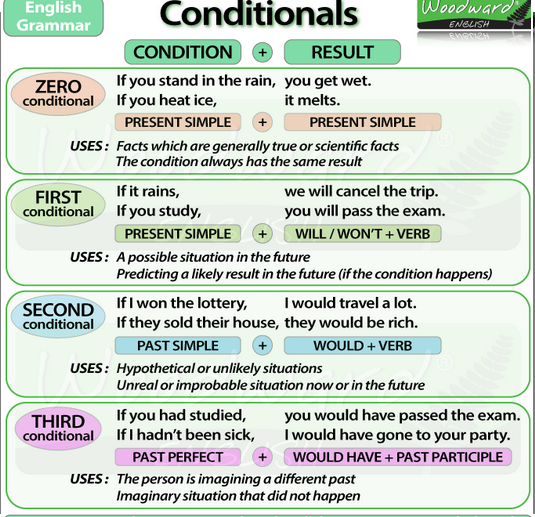 English
Grammar
Conditionals
Woodward®
ENGLISH
CONDITION + RESULT
ZERO
conditional
If you stand in the rain, you get wet.
If you heat ice, it melts.
PRESENT SIMPLE + PRESENT SIMPLE
USES : Facts which are generally true or scientific facts
The condition always has the same result
FIRST
conditional
If it rains, we will cancel the trip.
If you study, you will pass the exam.
PRESENT SIMPLE + WILL / WON'T + VERB
USES : A possible situation in the future
Predicting a likely result in the future (if the condition happens)
SECOND
conditional
If I won the lottery, I would travel a lot.
If they sold their house, they would be rich.
PAST SIMPLE + WOULD + VERB
USES : Hypothetical or unlikely situations
Unreal or improbable situation now or in the future
THIRD
conditional
If you had studied, you would have passed the exam.
If I hadn't been sick, I would have gone to your party.
PAST PERFECT + WOULD HAVE + PAST PARTICIPLE
USES : The person is imagining a different past
Imaginary situation that did not happen